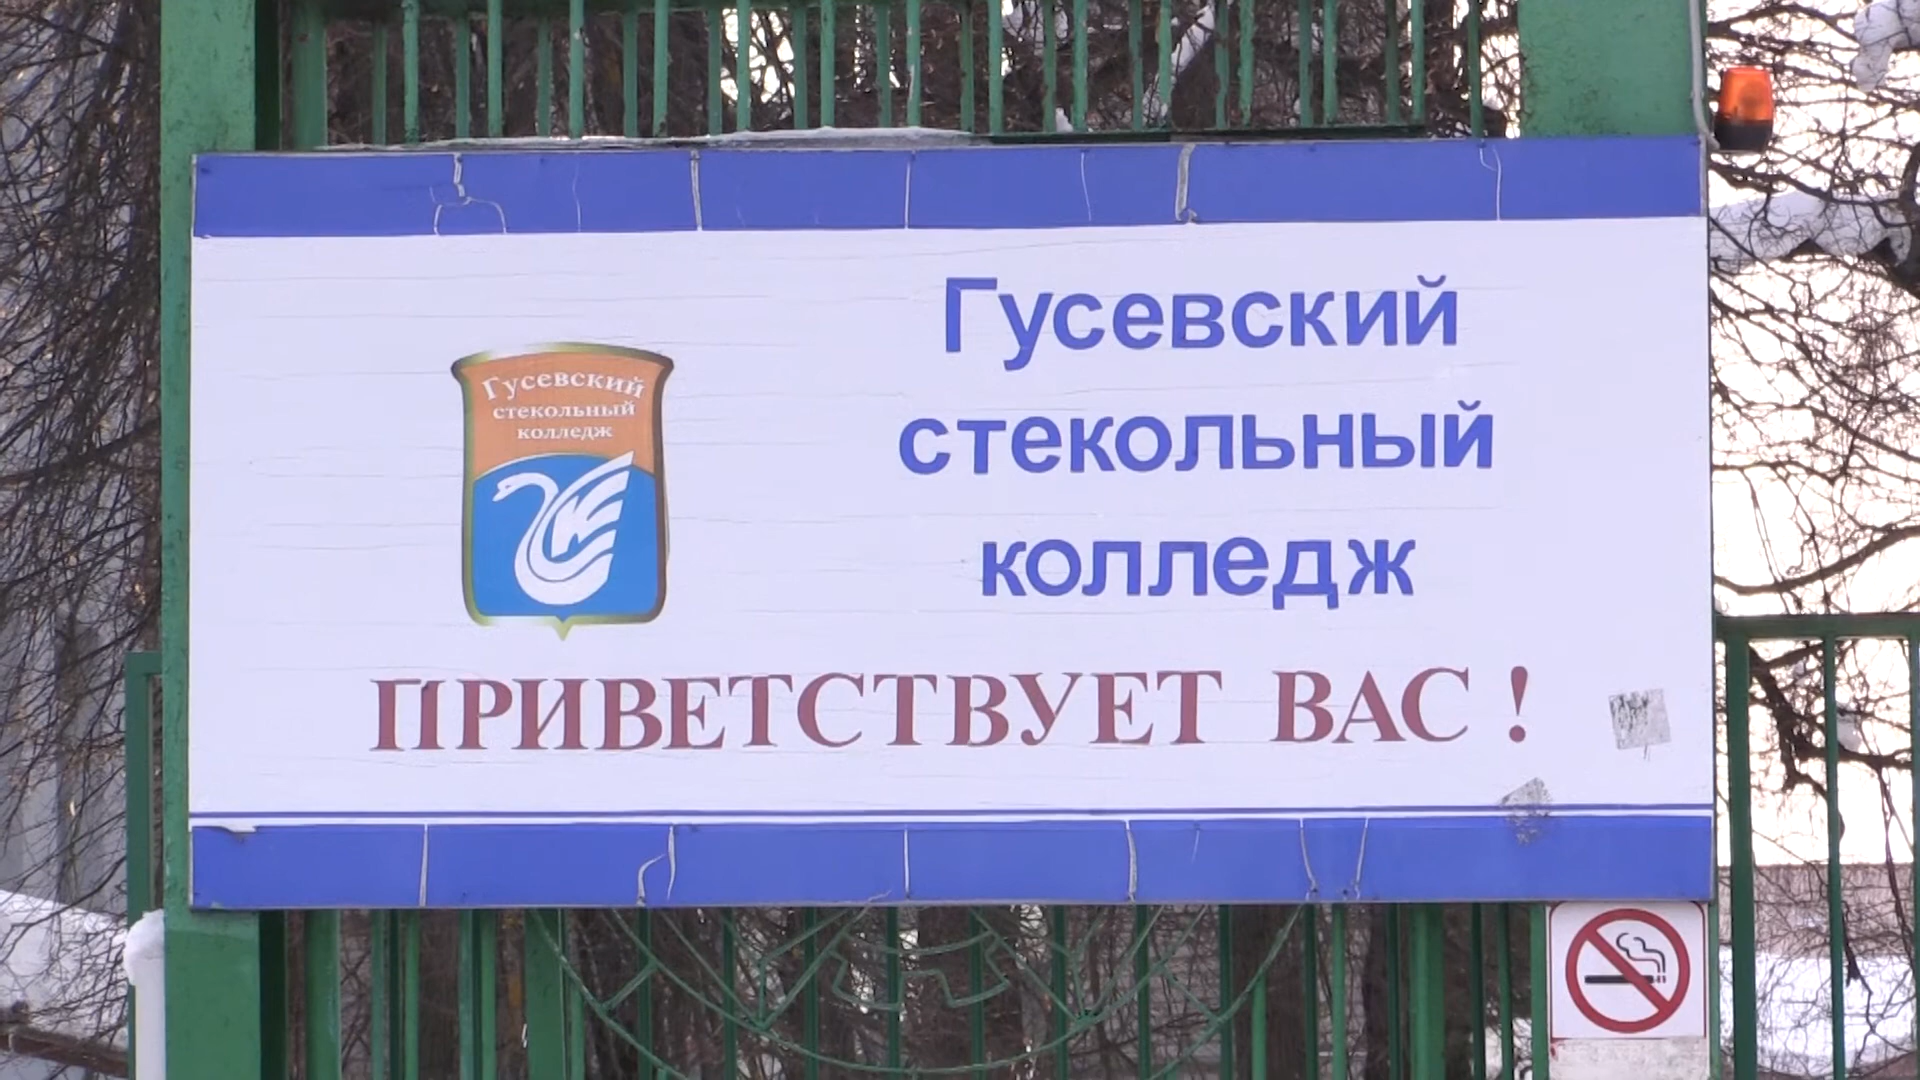 Гусевский
стекольный
колледж
Гусевский
стекольный
колледж
ПРИВЕТСТВУЕТ ВАС !